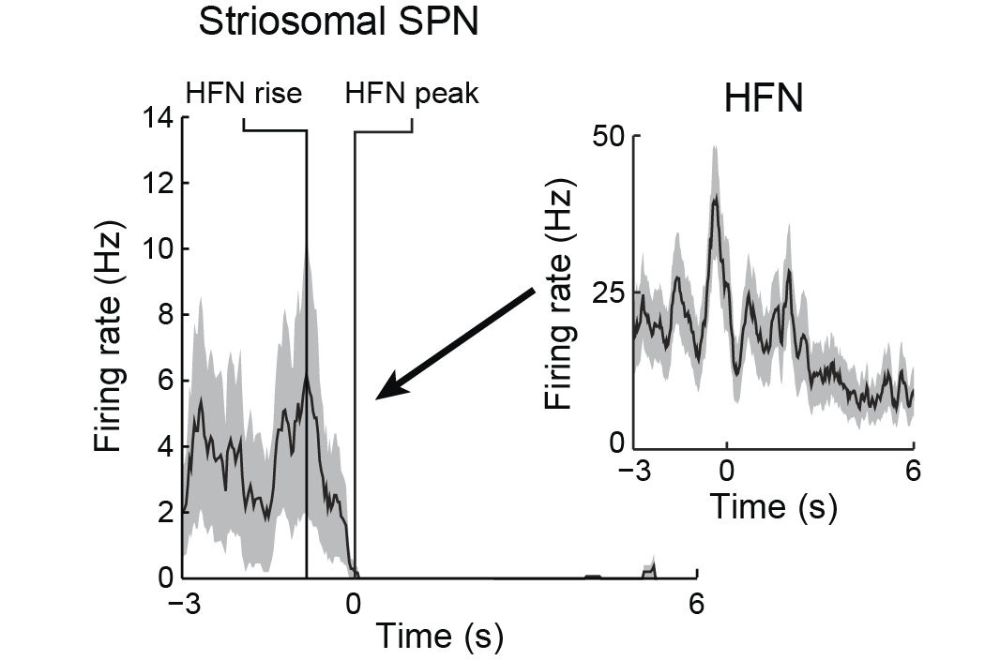 Striosomal SPN
HFN rise
HFN peak
HFN
Firing rate (Hz)
14
12
10
8
6
4
2
0
−3
0
6
Time (s)
Firing rate (Hz)
50
25
0
−3
0
6
Time (s)